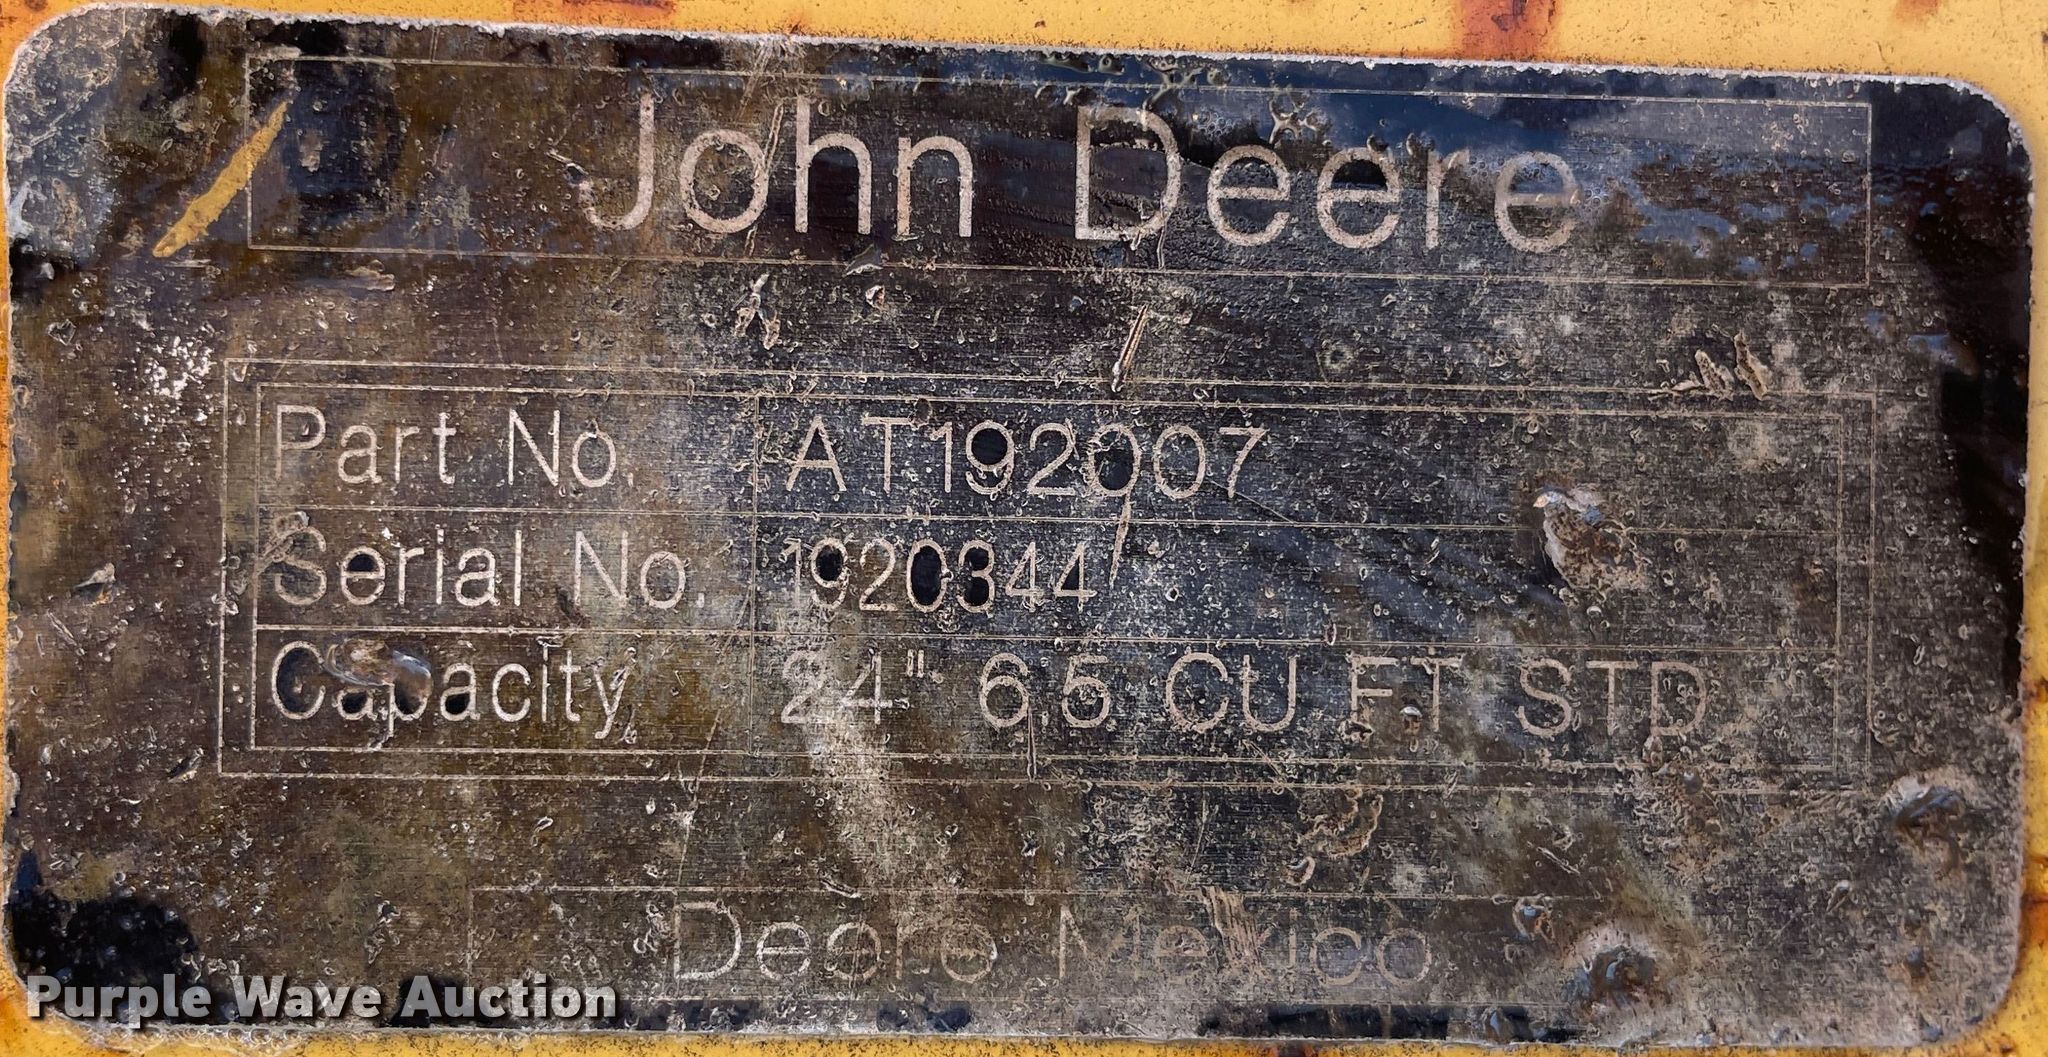 John Deere
Part No. AT192007
Serial No. 1920344
Capacity 24" 6.5 CU FT STD
Deere Mexico
Purple Wave Auction